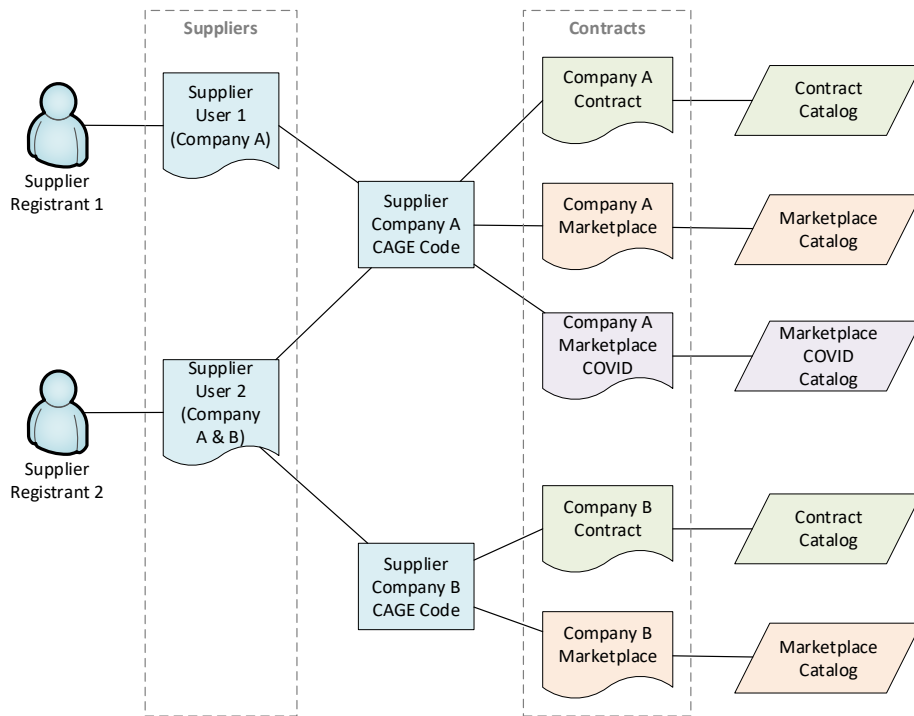 Suppliers
Contracts
Supplier
Registrant 1
Supplier
User 1
(Company A)
Supplier
Company A
CAGE Code
Company A
Contract
Contract
Catalog
Company A
Marketplace
Marketplace
Catalog
Company A
Marketplace
COVID
Marketplace
COVID
Catalog
Supplier
Registrant 2
Supplier
User 2
(Company
A & B)
Supplier
Company B
CAGE Code
Company B
Contract
Contract
Catalog
Company B
Marketplace
Marketplace
Catalog